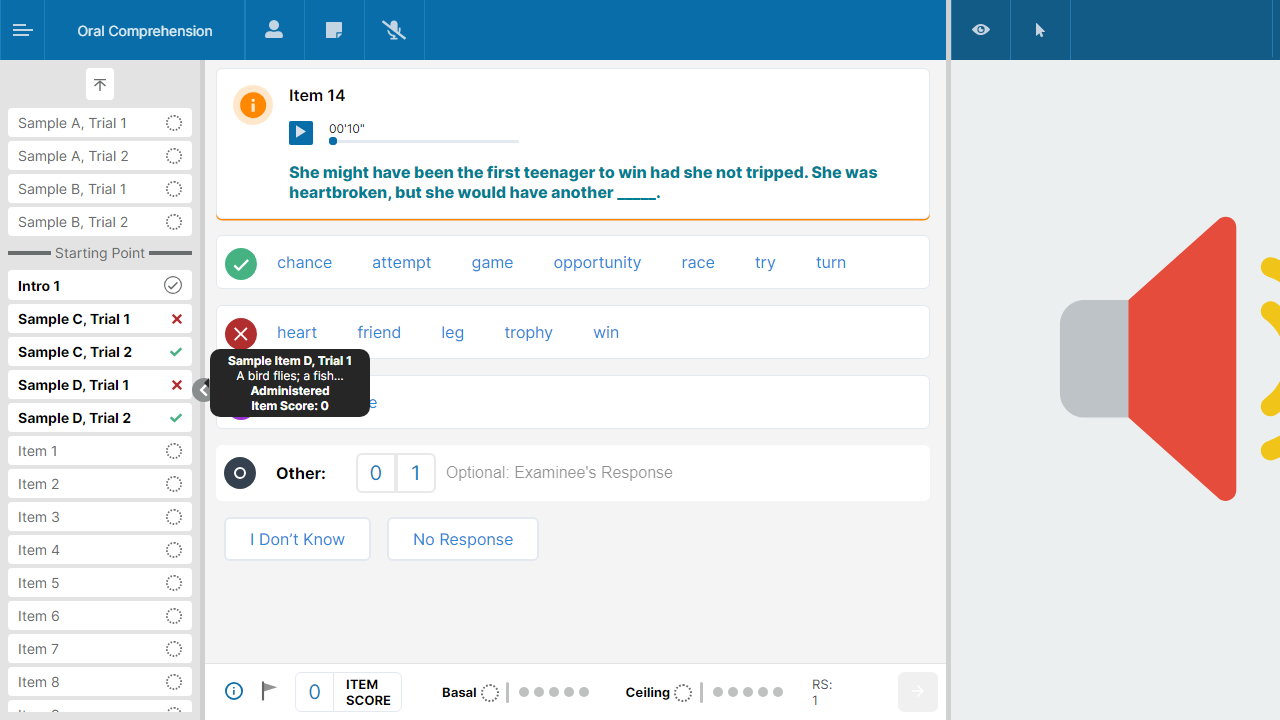 Oral Comprehension
Sample A, Trial 1
Sample A, Trial 2
Sample B, Trial 1
Sample B, Trial 2
Starting Point
Intro 1
Sample C, Trial 1
Sample C, Trial 2
Sample D, Trial 1
Sample D, Trial 2
Item 1
Item 2
Item 3
Item 4
Item 5
Item 6
Item 7
Item 8
Item 14
00'10"
She might have been the first teenager to win had she not tripped. She was
heartbroken, but she would have another _____.
chance attempt game opportunity race try turn
heart friend leg trophy win
Sample Item D, Trial 1
A bird flies; a fish...
Administered
Item Score: 0
Other: 0 1 Optional: Examinee's Response
I Don't Know No Response
0 ITEM
SCORE
Basal
Ceiling
RS:
1